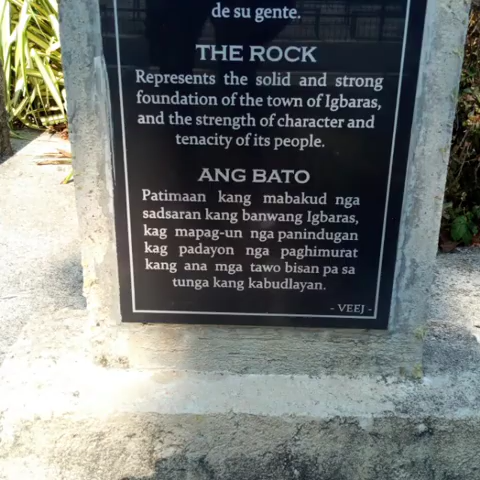 de su gente.
THE ROCK
Represents the solid and strong
foundation of the town of Igbaras,
and the strength of character and
tenacity of its people.
ANG BATO
Patimaan kang mabakud nga
sadsaran kang banwang Igbaras,
kag mapag-un nga panindugan
kag padayon nga paghimurat
kang ana mga tawo bisan pa sa
tunga kang kabudlayan.
- VEEJ -